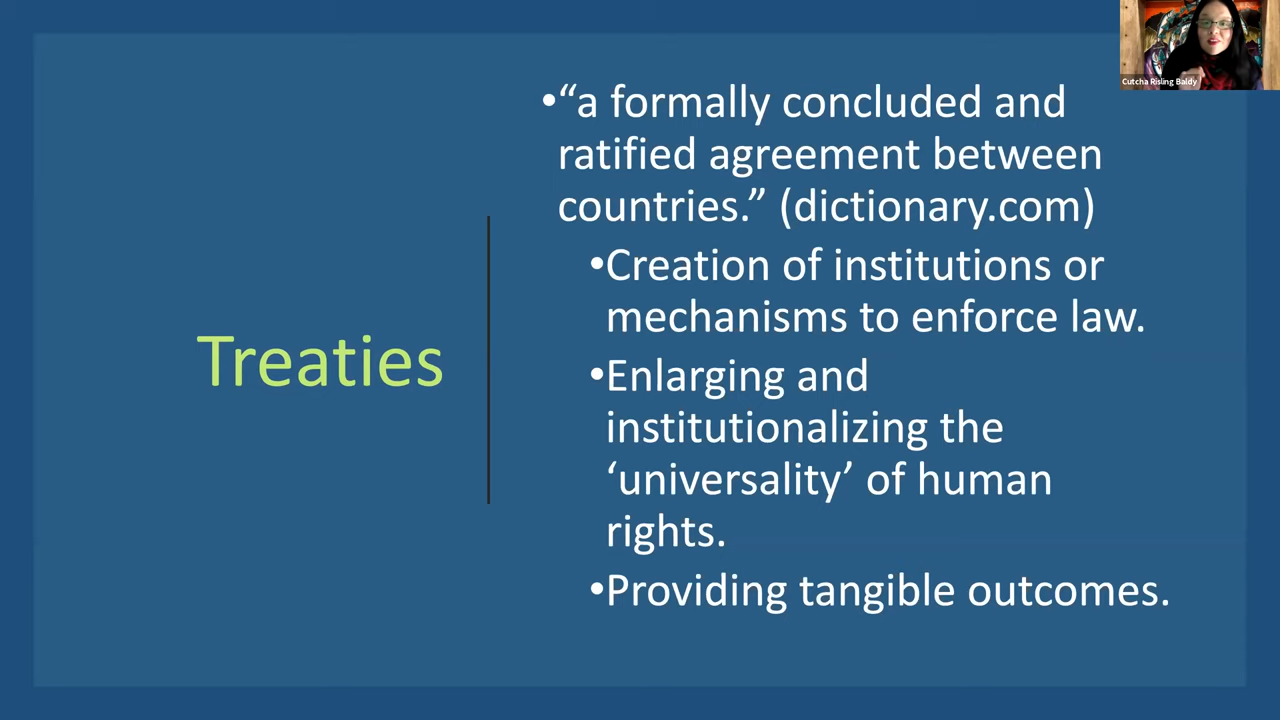 Cutcha Risling Baldy
Treaties
•“a formally concluded and
ratified agreement between
countries.” (dictionary.com)
•Creation of institutions or
mechanisms to enforce law.
•Enlarging and
institutionalizing the
‘universality’ of human
rights.
•Providing tangible outcomes.